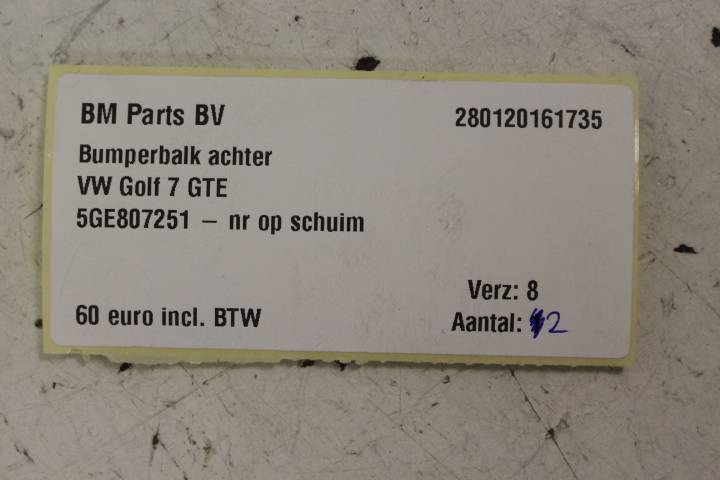 BM Parts BV 280120161735
Bumperbalk achter
VW Golf 7 GTE
5GE807251 – nr op schuim
Verz: 8
60 euro incl. BTW Aantal: 2